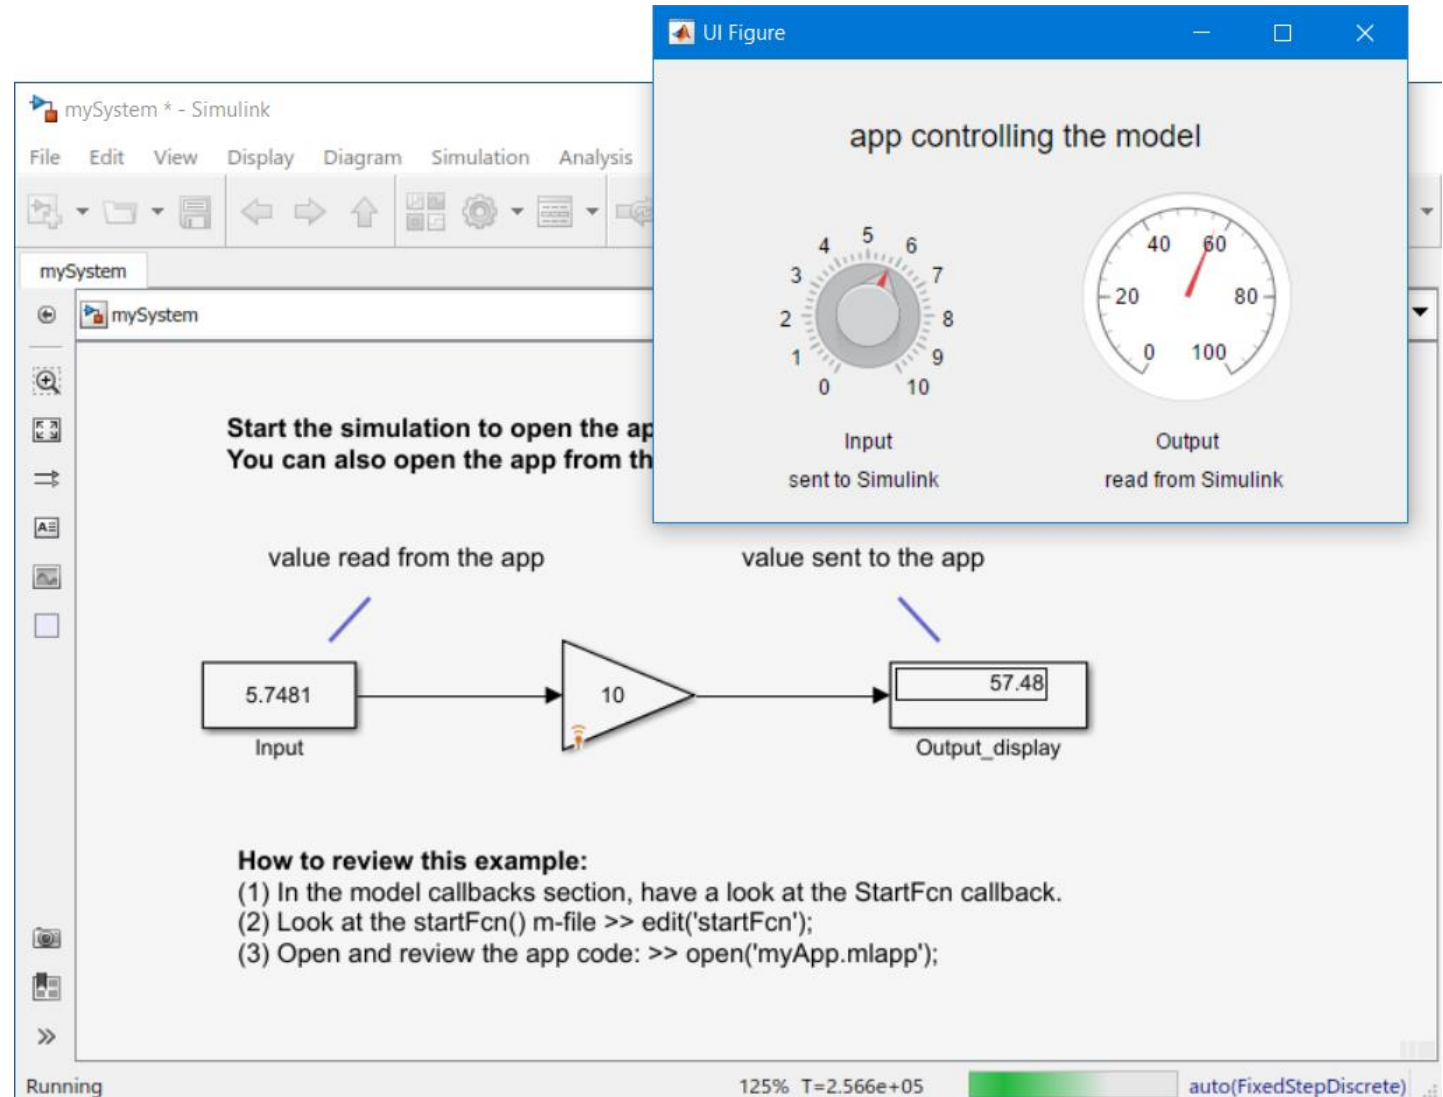 UI Figure
app controlling the model
4 5 6
3 7
2 8
1 9
0 10
Input
sent to Simulink
40 60
20 80
0 100
Output
read from Simulink
mySystem * - Simulink
File Edit View Display Diagram Simulation Analysis
mySystem
mySystem
Start the simulation to open the ap
You can also open the app from th
value read from the app
value sent to the app
5.7481
10
57.48
Input
Output_display
How to review this example:
(1) In the model callbacks section, have a look at the StartFcn callback.
(2) Look at the startFcn() m-file >> edit('startFcn');
(3) Open and review the app code: >> open('myApp.mlapp');
Running
125% T=2.566e+05
auto(FixedStepDiscrete)